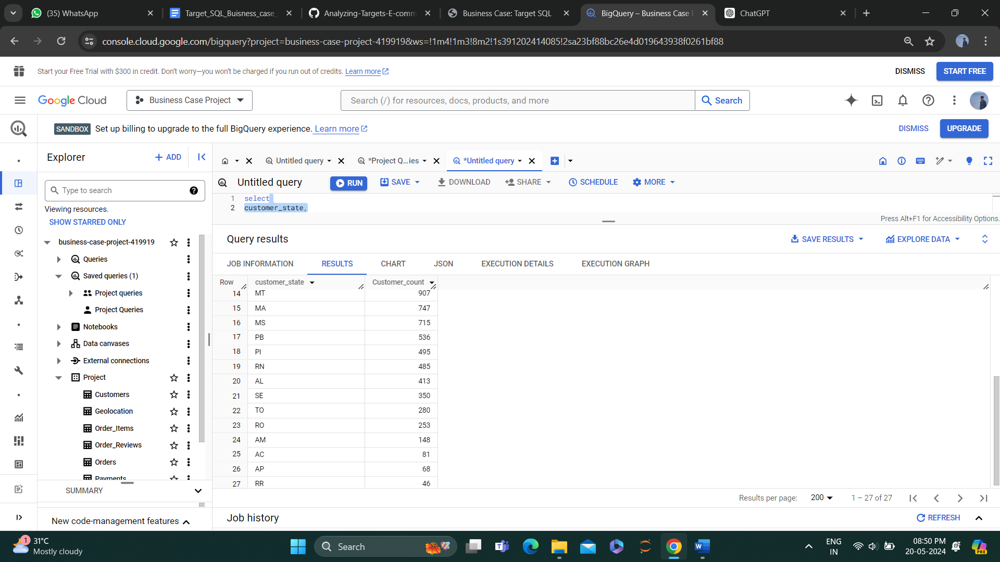 (35) WhatsApp
Target_SQL_Buisness_case_
Analyzing-Targets-E-comm
Business Case: Target SQL
BigQuery – Business Case P
ChatGPT
console.cloud.google.com/bigquery?project=business-case-project-419919&ws=!1m4!1m3!8m2!1s391202414085!2sa23bf88bc26e4d019643938f0261bf88
Start your Free Trial with $300 in credit. Don’t worry—you won’t be charged if you run out of credits. Learn more
DISMISS
START FREE
Google Cloud
Business Case Project
Search (/) for resources, docs, products, and more
Search
SANDBOX Set up billing to upgrade to the full BigQuery experience. Learn more
DISMISS
UPGRADE
Explorer
+ ADD
Untitled query
*Project Q...ies
*Untitled query
Type to search
Viewing resources.
SHOW STARRED ONLY
business-case-project-419919
Queries
Saved queries (1)
Project queries
Project Queries
Notebooks
Data canvases
External connections
Project
Customers
Geolocation
Order_Items
Order_Reviews
Orders
Payments
SUMMARY
New code-management features
Untitled query
RUN
SAVE
DOWNLOAD
SHARE
SCHEDULE
MORE
1 select
2 customer_state,
Press Alt+F1 for Accessibility Options.
Query results
SAVE RESULTS
EXPLORE DATA
JOB INFORMATION
RESULTS
CHART
JSON
EXECUTION DETAILS
EXECUTION GRAPH
Row customer_state Customer_count
14 MT 907
15 MA 747
16 MS 715
17 PB 536
18 PI 495
19 RN 485
20 AL 413
21 SE 350
22 TO 280
23 RO 253
24 AM 148
25 AC 81
26 AP 68
27 RR 46
Results per page: 200 1 – 27 of 27
Job history
REFRESH
1
31°C
Mostly cloudy
Search
ENG
IN
08:50 PM
20-05-2024
PRE